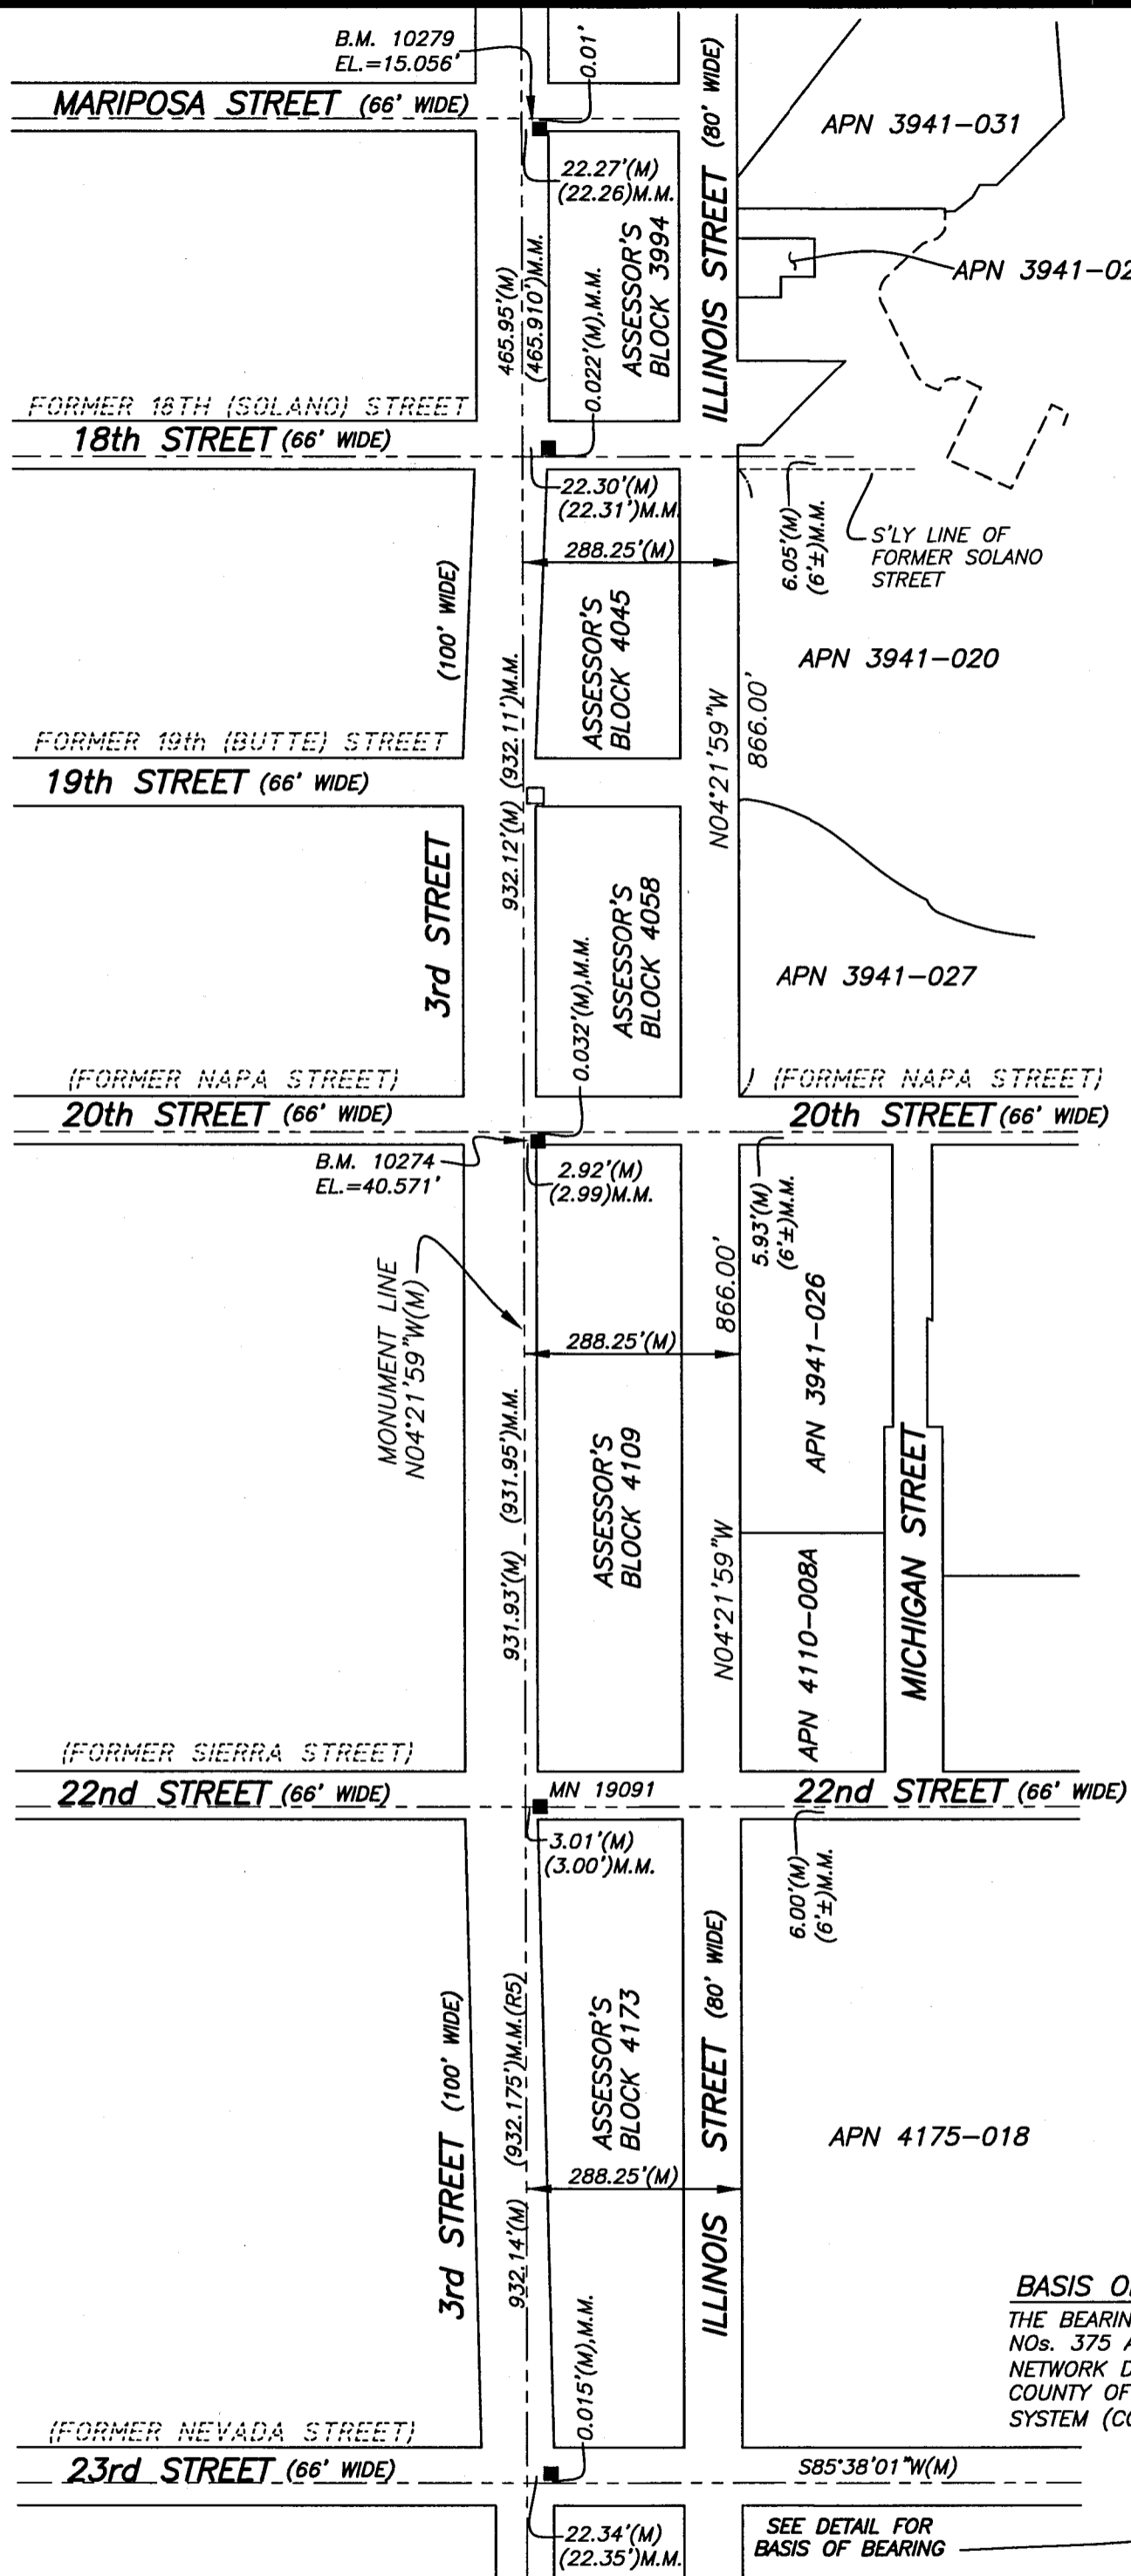 B.M. 10279
EL.=15.056'
0.01'
MARIPOSA STREET (66' WIDE)
ILLINOIS STREET (80' WIDE)
APN 3941-031
22.27'(M)
(22.26)M.M.
ASSESSOR'S
BLOCK 3994
465.95'(M)
(465.910')M.M.
0.022'(M),M.M.
APN 3941-02
FORMER 18TH (SOLANO) STREET
18th STREET (66' WIDE)
22.30'(M)
(22.31')M.M.
288.25'(M)
6.05'(M)
(6'±)M.M.
S'LY LINE OF
FORMER SOLANO
STREET
(100' WIDE)
ASSESSOR'S
BLOCK 4045
APN 3941-020
N04°21'59"W
866.00'
FORMER 19th (BUTTE) STREET
19th STREET (66' WIDE)
932.12'(M) (932.11')M.M.
3rd STREET
ASSESSOR'S
BLOCK 4058
APN 3941-027
0.032'(M),M.M.
(FORMER NAPA STREET)
(FORMER NAPA STREET)
20th STREET (66' WIDE)
20th STREET (66' WIDE)
B.M. 10274
EL.=40.571'
2.92'(M)
(2.99)M.M.
5.93'(M)
(6'±)M.M.
MONUMENT LINE
N04°21'59"W(M)
866.00'
288.25'(M)
APN 3941-026
931.93'(M) (931.95')M.M.
ASSESSOR'S
BLOCK 4109
N04°21'59"W
APN 4110-008A
MICHIGAN STREET
(FORMER SIERRA STREET)
22nd STREET (66' WIDE)
MN 19091
22nd STREET (66' WIDE)
3.01'(M)
(3.00')M.M.
6.00'(M)
(6'±)M.M.
3rd STREET (100' WIDE)
932.14'(M) (932.175')M.M.(R5)
ASSESSOR'S
BLOCK 4173
288.25'(M)
ILLINOIS STREET (80' WIDE)
APN 4175-018
0.015'(M),M.M.
BASIS O
THE BEARIN
NOs. 375 A
NETWORK D
COUNTY OF
SYSTEM (CO
(FORMER NEVADA STREET)
23rd STREET (66' WIDE)
S85°38'01"W(M)
22.34'(M)
(22.35')M.M.
SEE DETAIL FOR
BASIS OF BEARING